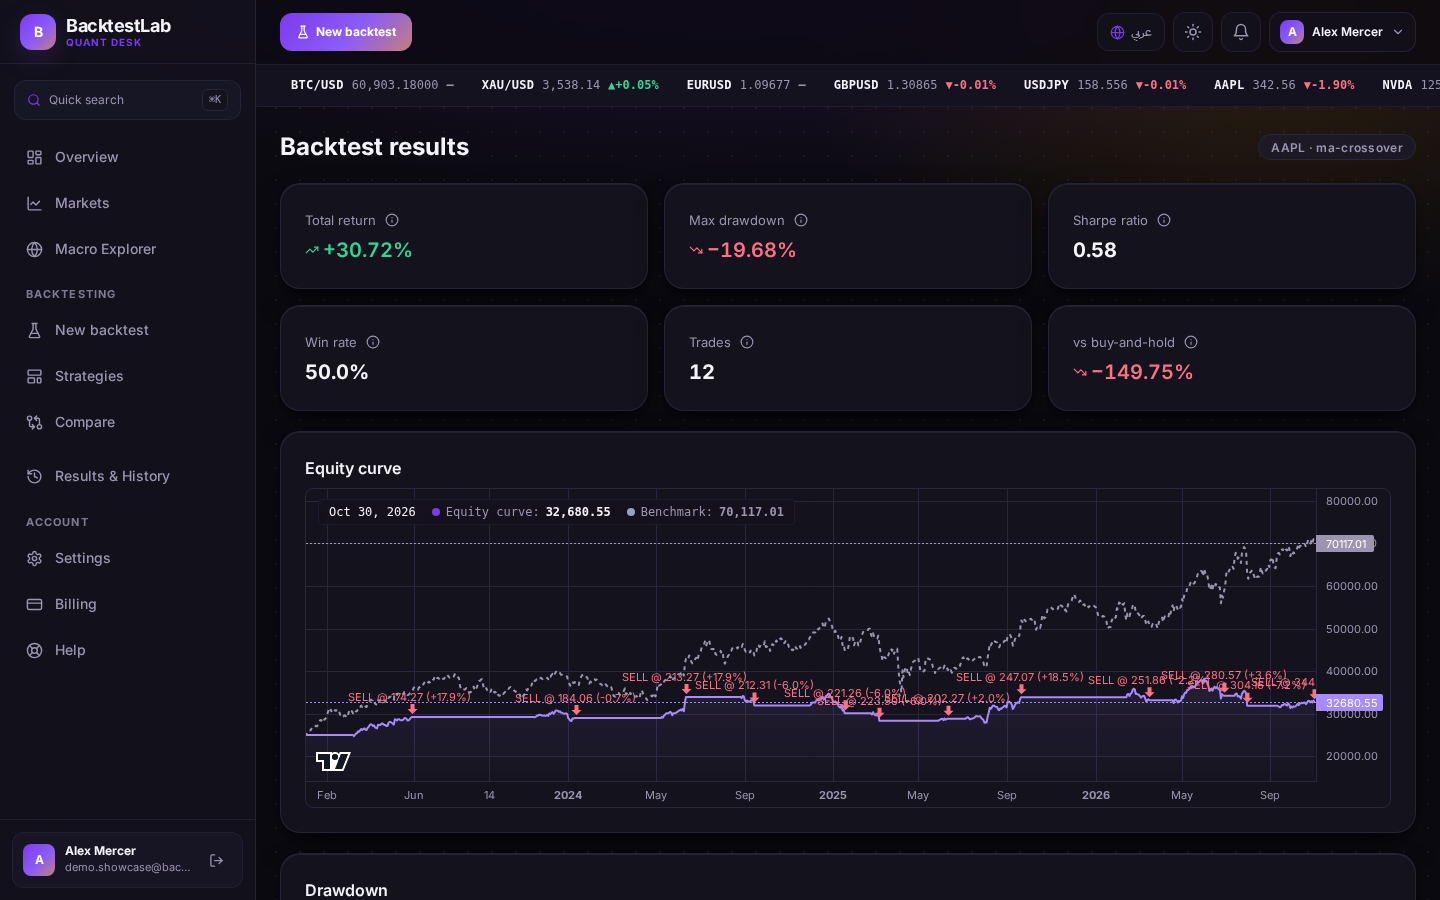 B
BacktestLab
QUANT DESK
New backtest
عربي
A
Alex Mercer
Quick search
⌘K
BTC/USD 60,903.18000 —
XAU/USD 3,538.14 ▲+0.05%
EURUSD 1.09677 —
GBPUSD 1.30865 ▼-0.01%
USDJPY 158.556 ▼-0.01%
AAPL 342.56 ▼-1.90%
NVDA 125
Overview
Markets
Macro Explorer
BACKTESTING
New backtest
Strategies
Compare
Results & History
ACCOUNT
Settings
Billing
Help
A
Alex Mercer
demo.showcase@bac...
Backtest results
AAPL · ma-crossover
Total return
+30.72%
Max drawdown
−19.68%
Sharpe ratio
0.58
Win rate
50.0%
Trades
12
vs buy-and-hold
−149.75%
Equity curve
Oct 30, 2026 Equity curve: 32,680.55 Benchmark: 70,117.01
80000.00
70117.01
60000.00
50000.00
40000.00
32680.55
30000.00
20000.00
SELL @ 174.27 (+17.9%)
SELL @ 184.06 (-0.7%)
SELL @ 213.27 (+17.9%)
SELL @ 212.31 (-6.0%)
SELL @ 221.26 (-6.0%)
SELL @ 202.27 (+2.0%)
SELL @ 247.07 (+18.5%)
SELL @ 280.57 (+3.6%)
Feb Jun 14 2024 May Sep 2025 May Sep 2026 May Sep
Drawdown